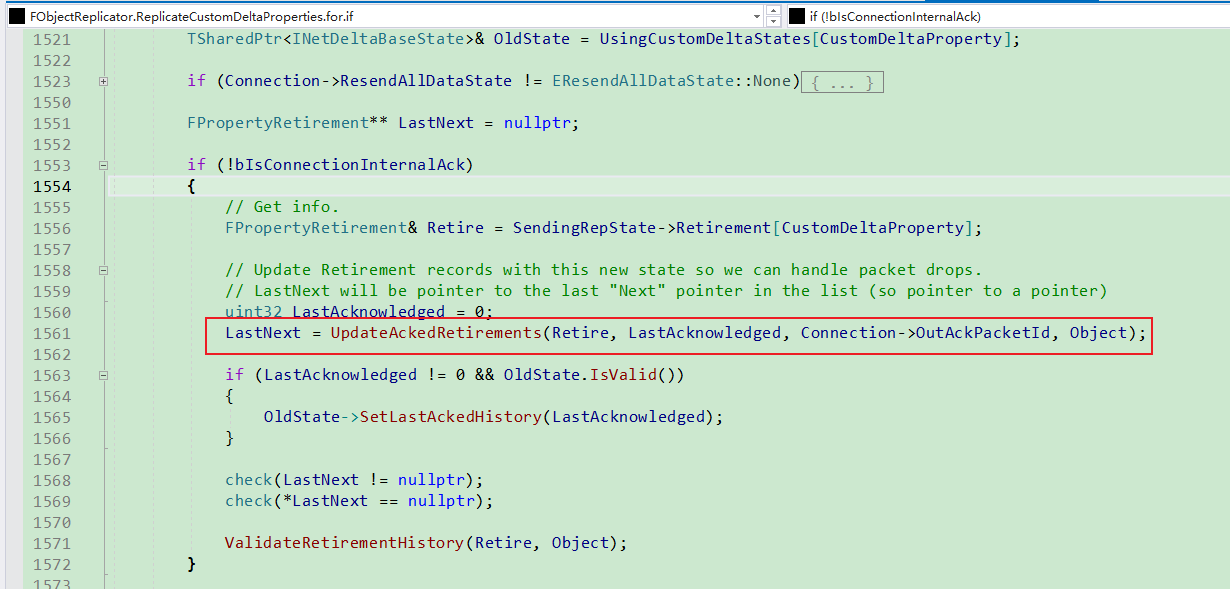 FObjectReplicator.ReplicateCustomDeltaProperties.for.if
if (!bIsConnectionInternalAck)
1521 TSharedPtr<INetDeltaBaseState>& OldState = UsingCustomDeltaStates[CustomDeltaProperty];
1522
1523 if (Connection->ResendAllDataState != EResendAllDataState::None){ ... }
1550
1551 FPropertyRetirement** LastNext = nullptr;
1552
1553 if (!bIsConnectionInternalAck)
1554 {
1555 // Get info.
1556 FPropertyRetirement& Retire = SendingRepState->Retirement[CustomDeltaProperty];
1557
1558 // Update Retirement records with this new state so we can handle packet drops.
1559 // LastNext will be pointer to the last "Next" pointer in the list (so pointer to a pointer)
1560 uint32 LastAcknowledged = 0;
1561 LastNext = UpdateAckedRetirements(Retire, LastAcknowledged, Connection->OutAckPacketId, Object);
1562
1563 if (LastAcknowledged != 0 && OldState.IsValid())
1564 {
1565 OldState->SetLastAckedHistory(LastAcknowledged);
1566 }
1567
1568 check(LastNext != nullptr);
1569 check(*LastNext == nullptr);
1570
1571 ValidateRetirementHistory(Retire, Object);
1572 }
1573